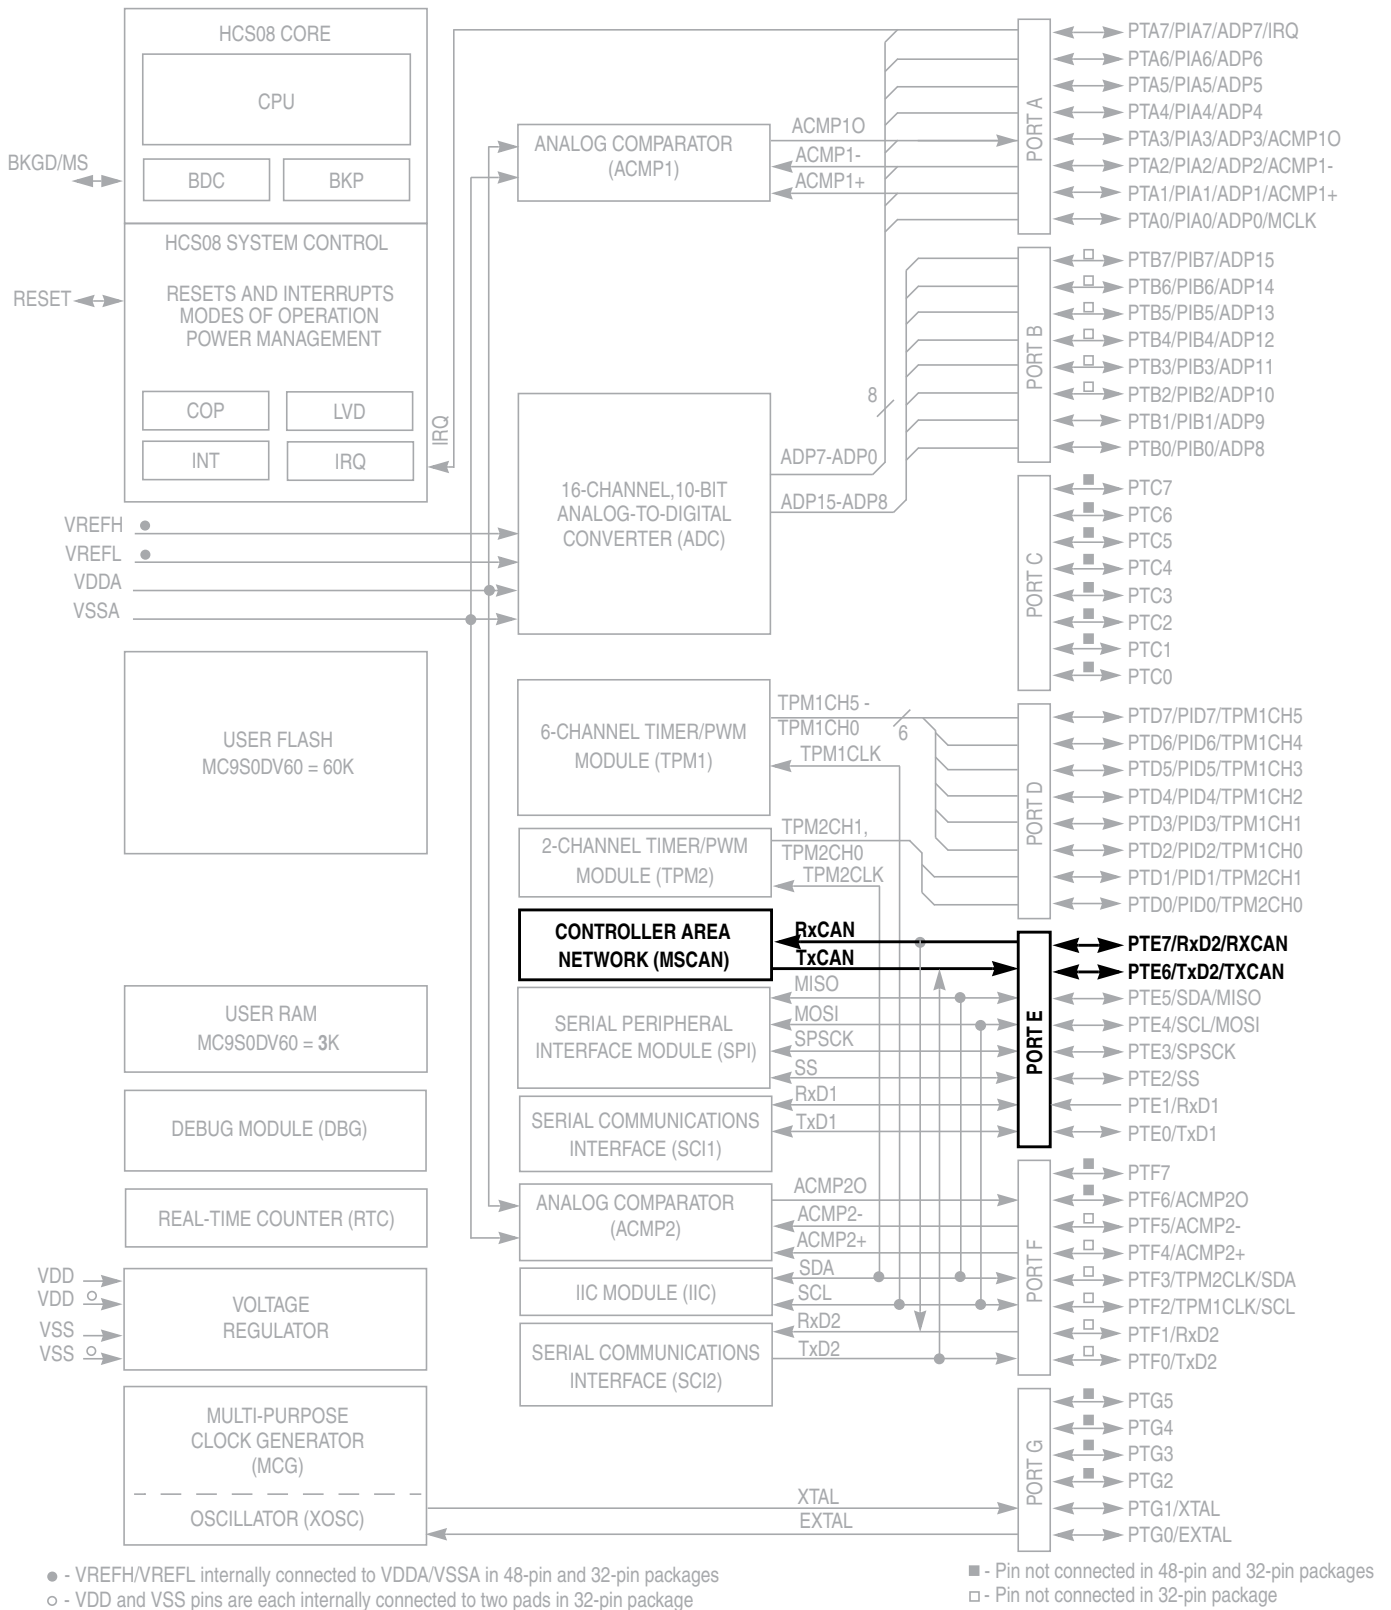 HCS08 CORE
CPU
BKGD/MS
BDC
BKP
HCS08 SYSTEM CONTROL
RESET
RESETS AND INTERRUPTS
MODES OF OPERATION
POWER MANAGEMENT
COP
LVD
INT
IRQ
IRQ
VREFH
VREFL
VDDA
VSSA
USER FLASH
MC9S0DV60 = 60K
USER RAM
MC9S0DV60 = 3K
DEBUG MODULE (DBG)
REAL-TIME COUNTER (RTC)
VDD
VDD
VSS
VSS
VOLTAGE
REGULATOR
MULTI-PURPOSE
CLOCK GENERATOR
(MCG)
OSCILLATOR (XOSC)
ANALOG COMPARATOR
(ACMP1)
ACMP1O
ACMP1-
ACMP1+
16-CHANNEL,10-BIT
ANALOG-TO-DIGITAL
CONVERTER (ADC)
8
ADP7-ADP0
ADP15-ADP8
6-CHANNEL TIMER/PWM
MODULE (TPM1)
TPM1CH5 -
TPM1CH0
6
TPM1CLK
2-CHANNEL TIMER/PWM
MODULE (TPM2)
TPM2CH1,
TPM2CH0
TPM2CLK
CONTROLLER AREA
NETWORK (MSCAN)
RxCAN
TxCAN
SERIAL PERIPHERAL
INTERFACE MODULE (SPI)
MISO
MOSI
SPSCK
SS
SERIAL COMMUNICATIONS
INTERFACE (SCI1)
RxD1
TxD1
ANALOG COMPARATOR
(ACMP2)
ACMP2O
ACMP2-
ACMP2+
IIC MODULE (IIC)
SDA
SCL
SERIAL COMMUNICATIONS
INTERFACE (SCI2)
RxD2
TxD2
XTAL
EXTAL
PORT A
PTA7/PIA7/ADP7/IRQ
PTA6/PIA6/ADP6
PTA5/PIA5/ADP5
PTA4/PIA4/ADP4
PTA3/PIA3/ADP3/ACMP1O
PTA2/PIA2/ADP2/ACMP1-
PTA1/PIA1/ADP1/ACMP1+
PTA0/PIA0/ADP0/MCLK
PORT B
PTB7/PIB7/ADP15
PTB6/PIB6/ADP14
PTB5/PIB5/ADP13
PTB4/PIB4/ADP12
PTB3/PIB3/ADP11
PTB2/PIB2/ADP10
PTB1/PIB1/ADP9
PTB0/PIB0/ADP8
PORT C
PTC7
PTC6
PTC5
PTC4
PTC3
PTC2
PTC1
PTC0
PORT D
PTD7/PID7/TPM1CH5
PTD6/PID6/TPM1CH4
PTD5/PID5/TPM1CH3
PTD4/PID4/TPM1CH2
PTD3/PID3/TPM1CH1
PTD2/PID2/TPM1CH0
PTD1/PID1/TPM2CH1
PTD0/PID0/TPM2CH0
PORT E
PTE7/RxD2/RXCAN
PTE6/TxD2/TXCAN
PTE5/SDA/MISO
PTE4/SCL/MOSI
PTE3/SPSCK
PTE2/SS
PTE1/RxD1
PTE0/TxD1
PORT F
PTF7
PTF6/ACMP2O
PTF5/ACMP2-
PTF4/ACMP2+
PTF3/TPM2CLK/SDA
PTF2/TPM1CLK/SCL
PTF1/RxD2
PTF0/TxD2
PORT G
PTG5
PTG4
PTG3
PTG2
PTG1/XTAL
PTG0/EXTAL
● - VREFH/VREFL internally connected to VDDA/VSSA in 48-pin and 32-pin packages
○ - VDD and VSS pins are each internally connected to two pads in 32-pin package
■ - Pin not connected in 48-pin and 32-pin packages
□ - Pin not connected in 32-pin package